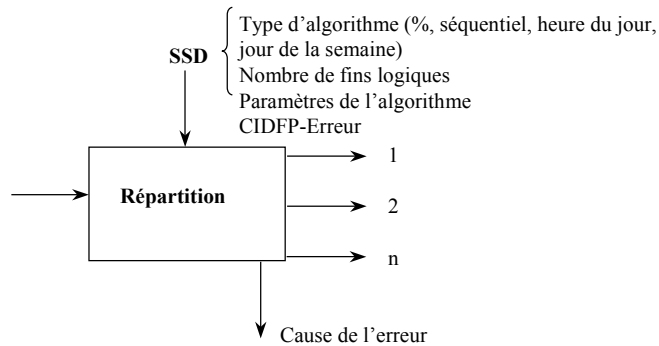 Type d'algorithme (%, séquentiel, heure du jour,
jour de la semaine)
SSD
Nombre de fins logiques
Paramètres de l'algorithme
CIDFP-Erreur
1
Répartition
2
n
Cause de l'erreur